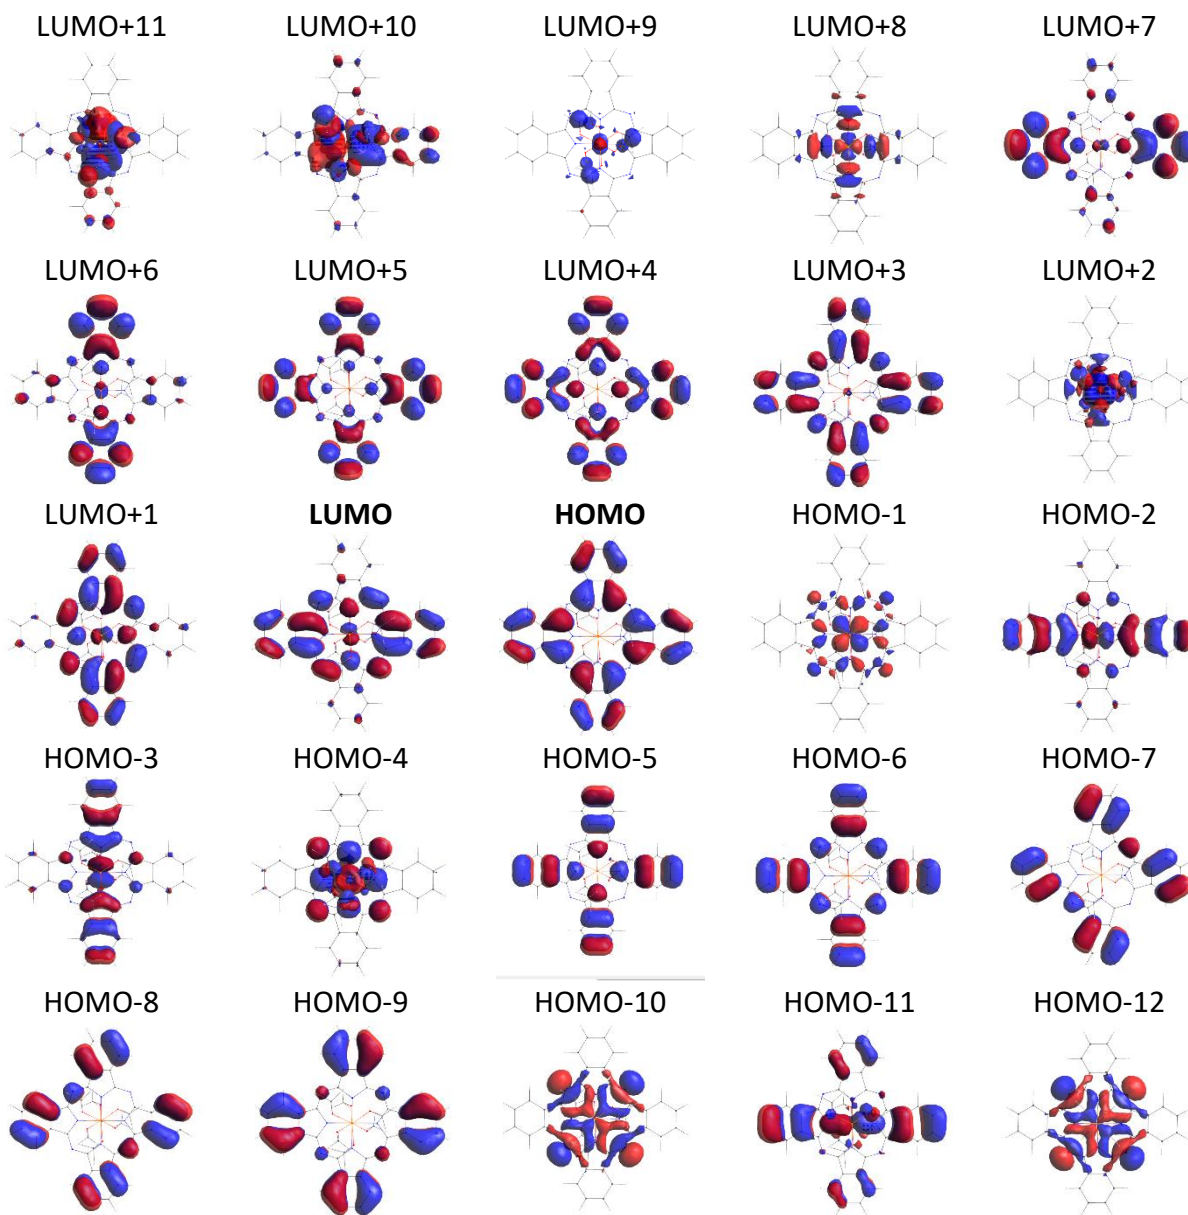 LUMO+11 LUMO+10 LUMO+9 LUMO+8 LUMO+7
LUMO+6 LUMO+5 LUMO+4 LUMO+3 LUMO+2
LUMO+1 LUMO HOMO HOMO-1 HOMO-2
HOMO-3 HOMO-4 HOMO-5 HOMO-6 HOMO-7
HOMO-8 HOMO-9 HOMO-10 HOMO-11 HOMO-12